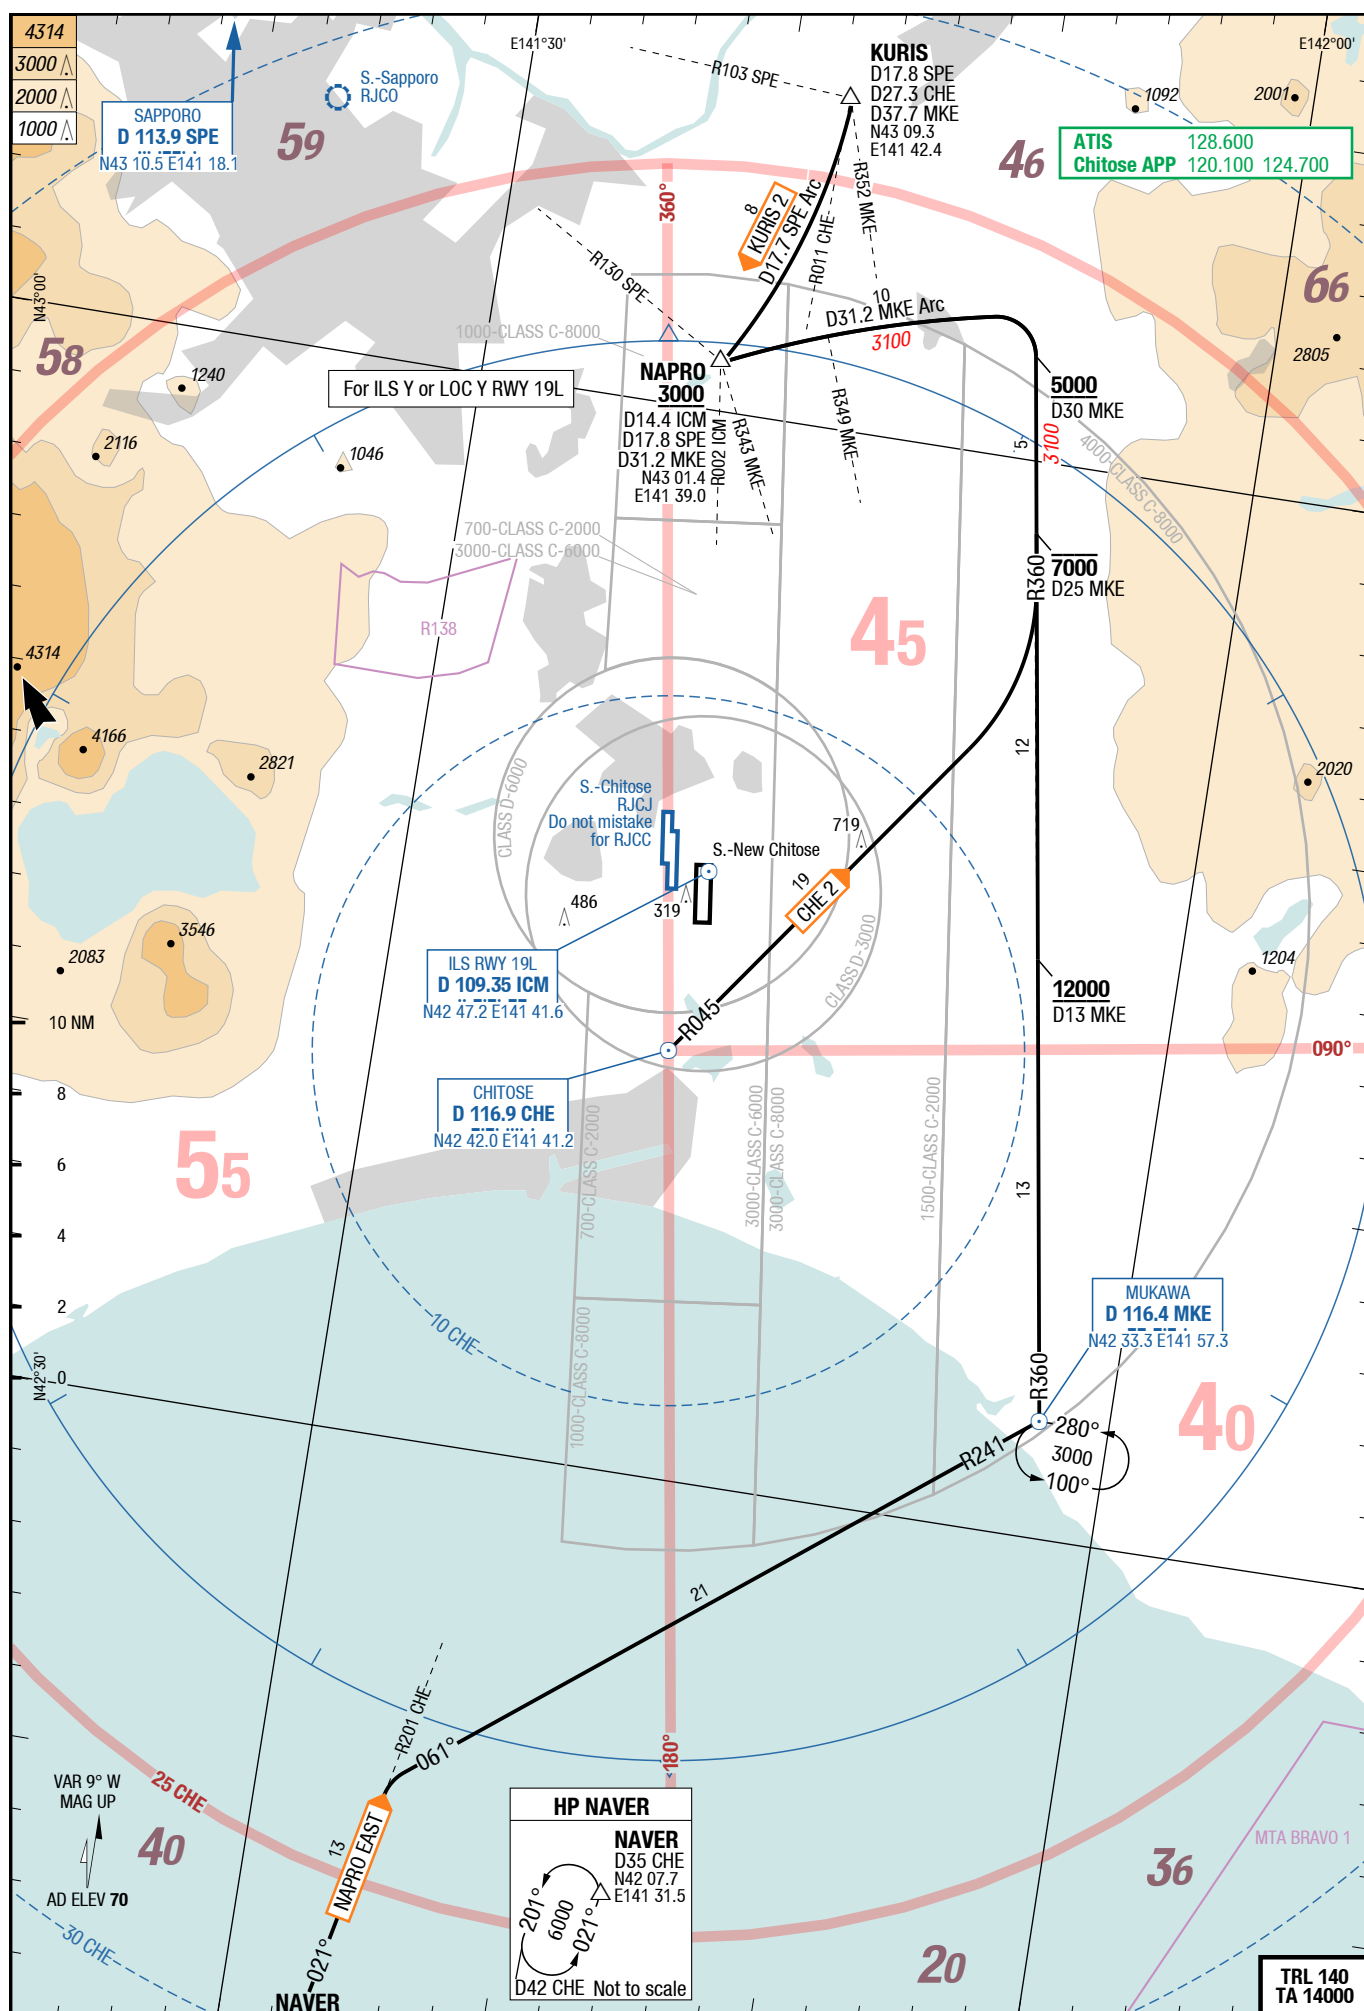 4314
3000
2000
1000
SAPPORO
D 113.9 SPE
N43 10.5 E141 18.1
S.-Sapporo
RJCO
59
E141°30'
R103 SPE
KURIS
D17.8 SPE
D27.3 CHE
D37.7 MKE
N43 09.3
E141 42.4
E142°00'
1092
2001
46
ATIS 128.600
Chitose APP 120.100 124.700
360°
8
KURIS 2
D17.7 SPE Arc
R011 CHE
R352 MKE
R130 SPE
N43°00'
58
66
2805
1000-CLASS C-8000
10
D31.2 MKE Arc
3100
1240
For ILS Y or LOC Y RWY 19L
NAPRO
3000
D14.4 ICM
D17.8 SPE
D31.2 MKE
N43 01.4
E141 39.0
R002 ICM
R343 MKE
R349 MKE
5000
D30 MKE
5
3100
4000-CLASS C-8000
2116
1046
700-CLASS C-2000
3000-CLASS C-6000
7000
D25 MKE
R360
R138
45
4314
4166
2821
12
2020
CLASS D-6000
S.-Chitose
RJCJ
Do not mistake
for RJCC
S.-New Chitose
719
486
319
19
CHE 2
CLASS D-3000
3546
2083
1204
ILS RWY 19L
D 109.35 ICM
N42 47.2 E141 41.6
12000
D13 MKE
R045
10 NM
090°
CHITOSE
D 116.9 CHE
N42 42.0 E141 41.2
8
6
4
2
0
55
700-CLASS C-2000
3000-CLASS C-6000
3000-CLASS C-8000
1500-CLASS C-2000
13
10 CHE
1000-CLASS C-8000
MUKAWA
D 116.4 MKE
N42 33.3 E141 57.3
N42°30'
R360
40
280°
3000
100°
R241
21
R201 CHE
061°
180°
25 CHE
VAR 9° W
MAG UP
AD ELEV 70
40
13
NAPRO EAST
30 CHE
021°
NAVER
HP NAVER
NAVER
D35 CHE
N42 07.7
E141 31.5
201°
6000
021°
D42 CHE Not to scale
MTA BRAVO 1
36
20
TRL 140
TA 14000